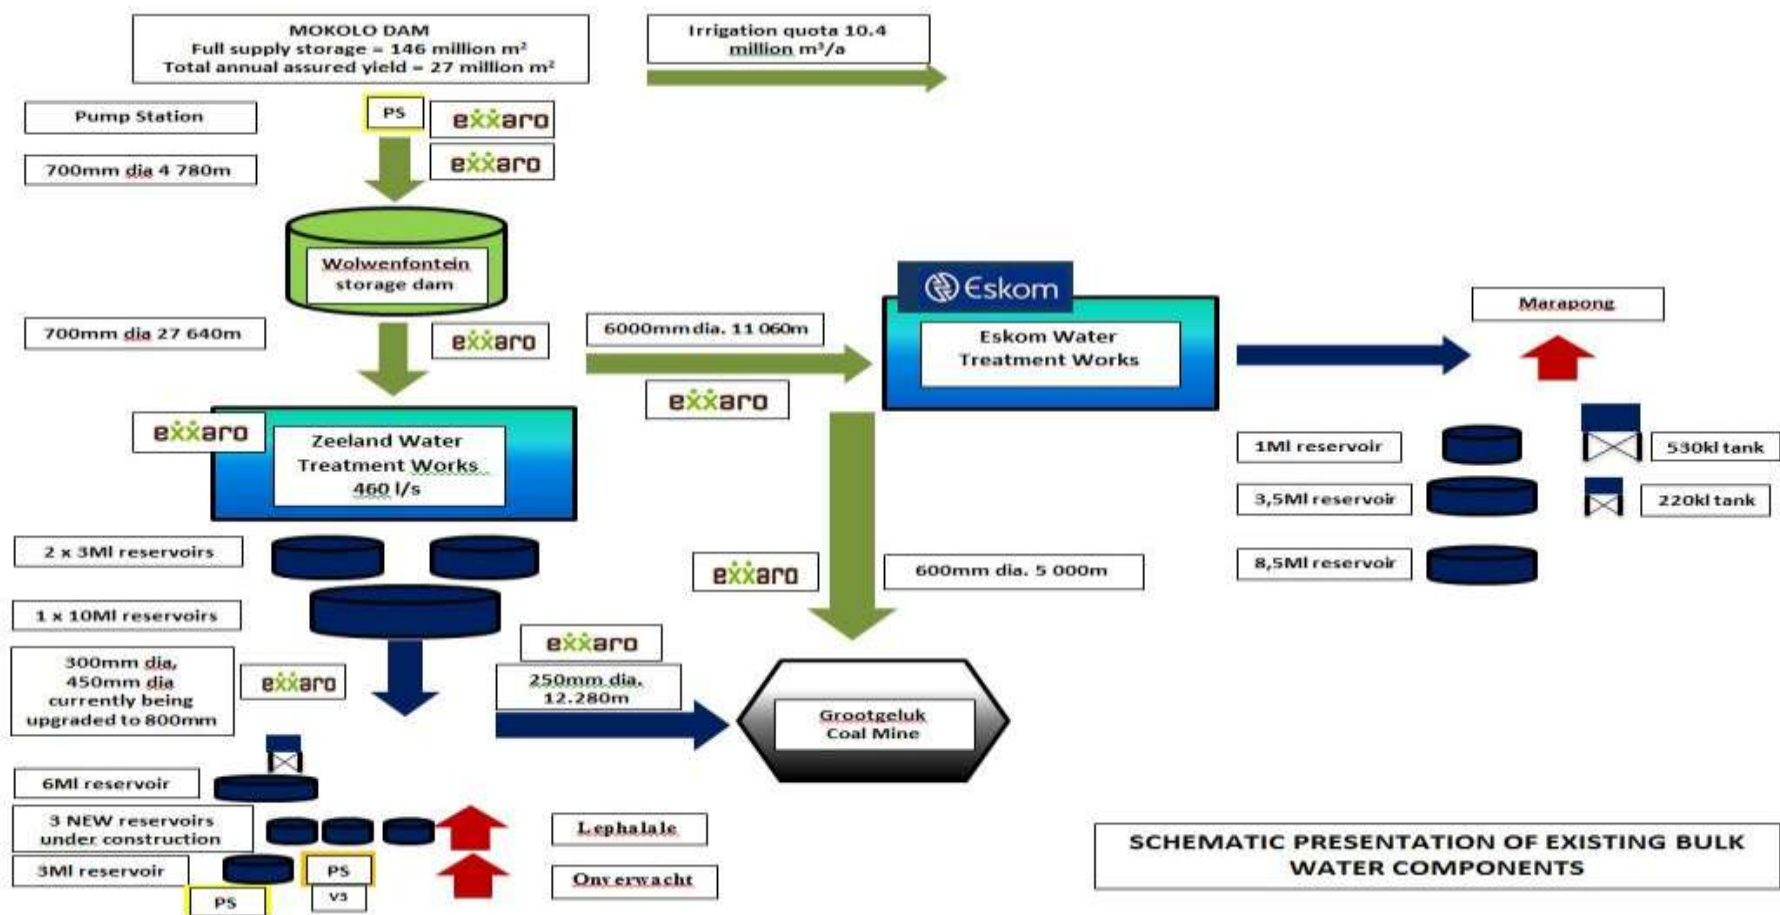 MOKOLO DAM
Full supply storage = 146 million m²
Total annual assured yield = 27 million m²
Irrigation quota 10.4
million m³/a
Pump Station
PS
exxaro
700mm dia 4 780m
exxaro
Wolwenfontein
storage dam
700mm dia 27 640m
exxaro
6000mm dia. 11 060m
exxaro
Eskom
Eskom Water
Treatment Works
Marapong
exxaro
Zeeland Water
Treatment Works
460 l/s
1Ml reservoir
530kl tank
3,5Ml reservoir
220kl tank
8,5Ml reservoir
2 x 3Ml reservoirs
1 x 10Ml reservoirs
exxaro
600mm dia. 5 000m
300mm dia,
450mm dia
currently being
upgraded to 800mm
exxaro
exxaro
250mm dia.
12.280m
Grootgeluk
Coal Mine
6Ml reservoir
3 NEW reservoirs
under construction
Lephalale
3Ml reservoir
PS
V3
Onverwacht
PS
SCHEMATIC PRESENTATION OF EXISTING BULK
WATER COMPONENTS